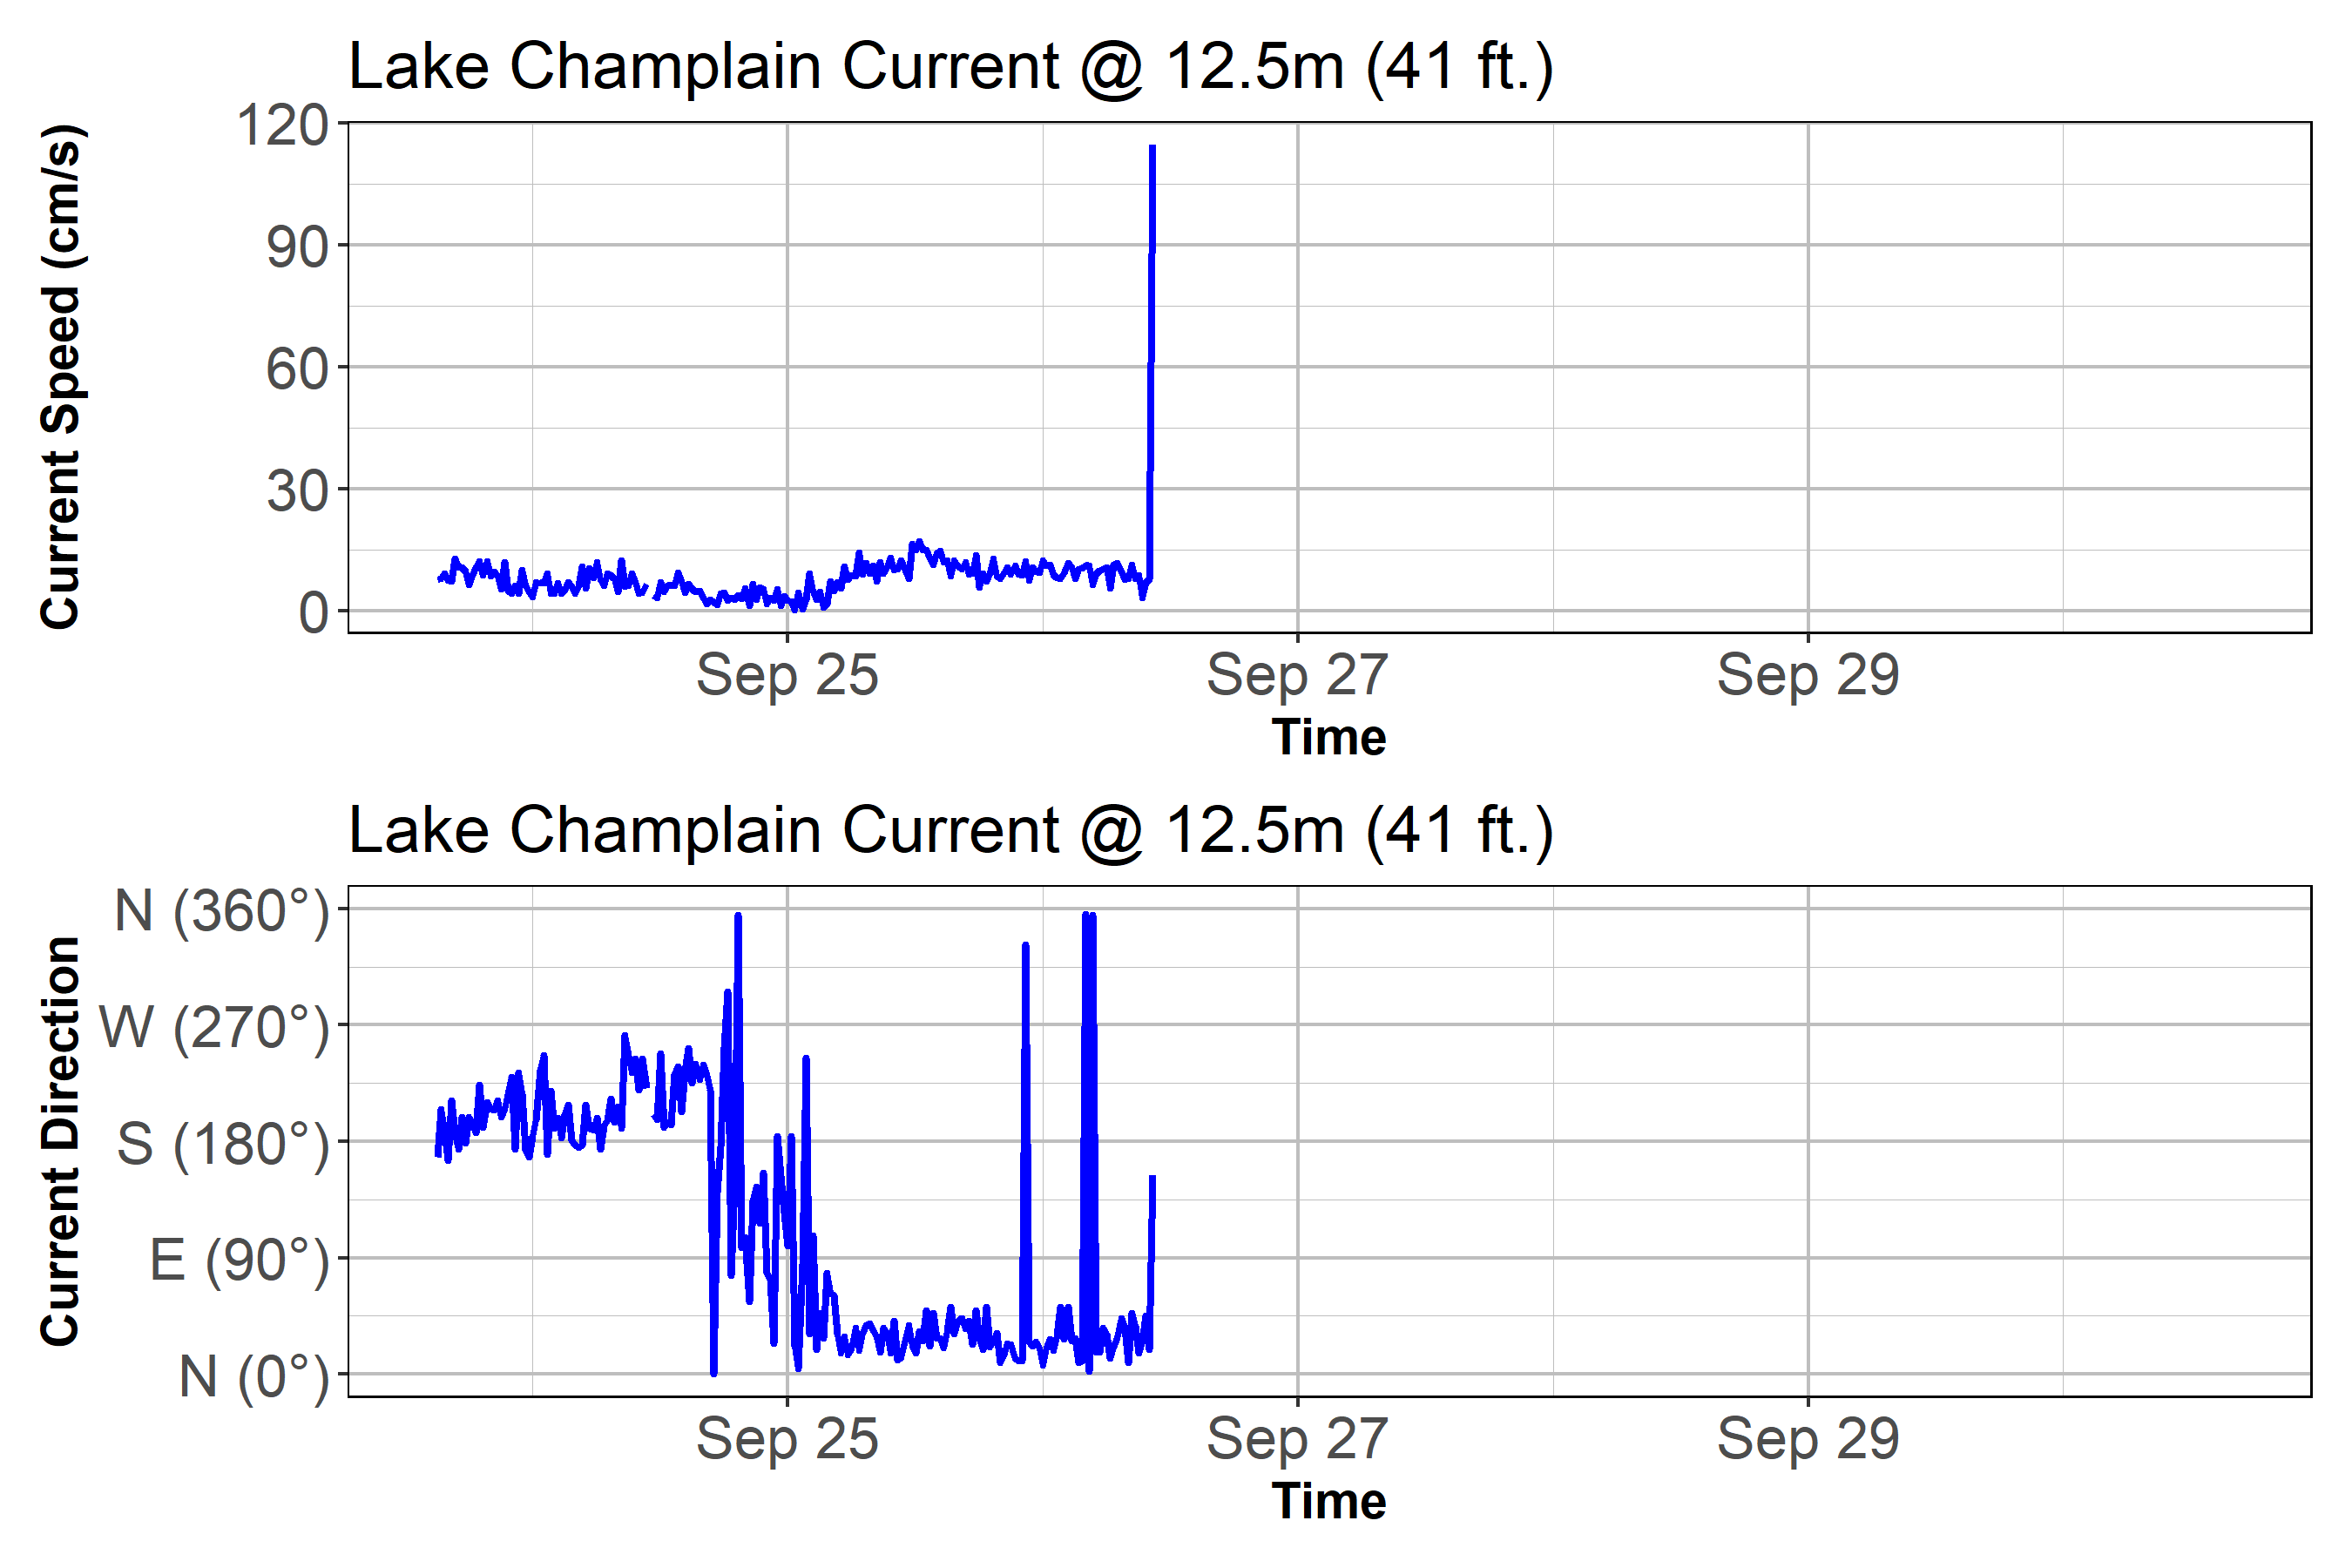 Lake Champlain Current @ 12.5m (41 ft.)
Current Speed (cm/s)
120
90
60
30
0
Sep 25 Sep 27 Sep 29
Time
Lake Champlain Current @ 12.5m (41 ft.)
Current Direction
N (360°)
W (270°)
S (180°)
E (90°)
N (0°)
Sep 25 Sep 27 Sep 29
Time